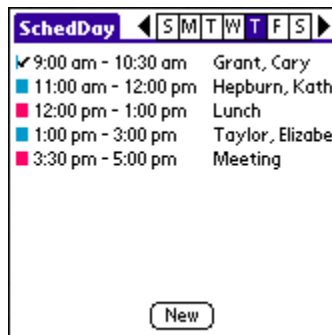 SchedDay S M T W T F S
9:00 am - 10:30 am Grant, Cary
11:00 am - 12:00 pm Hepburn, Kath
12:00 pm - 1:00 pm Lunch
1:00 pm - 3:00 pm Taylor, Elizabe
3:30 pm - 5:00 pm Meeting
New